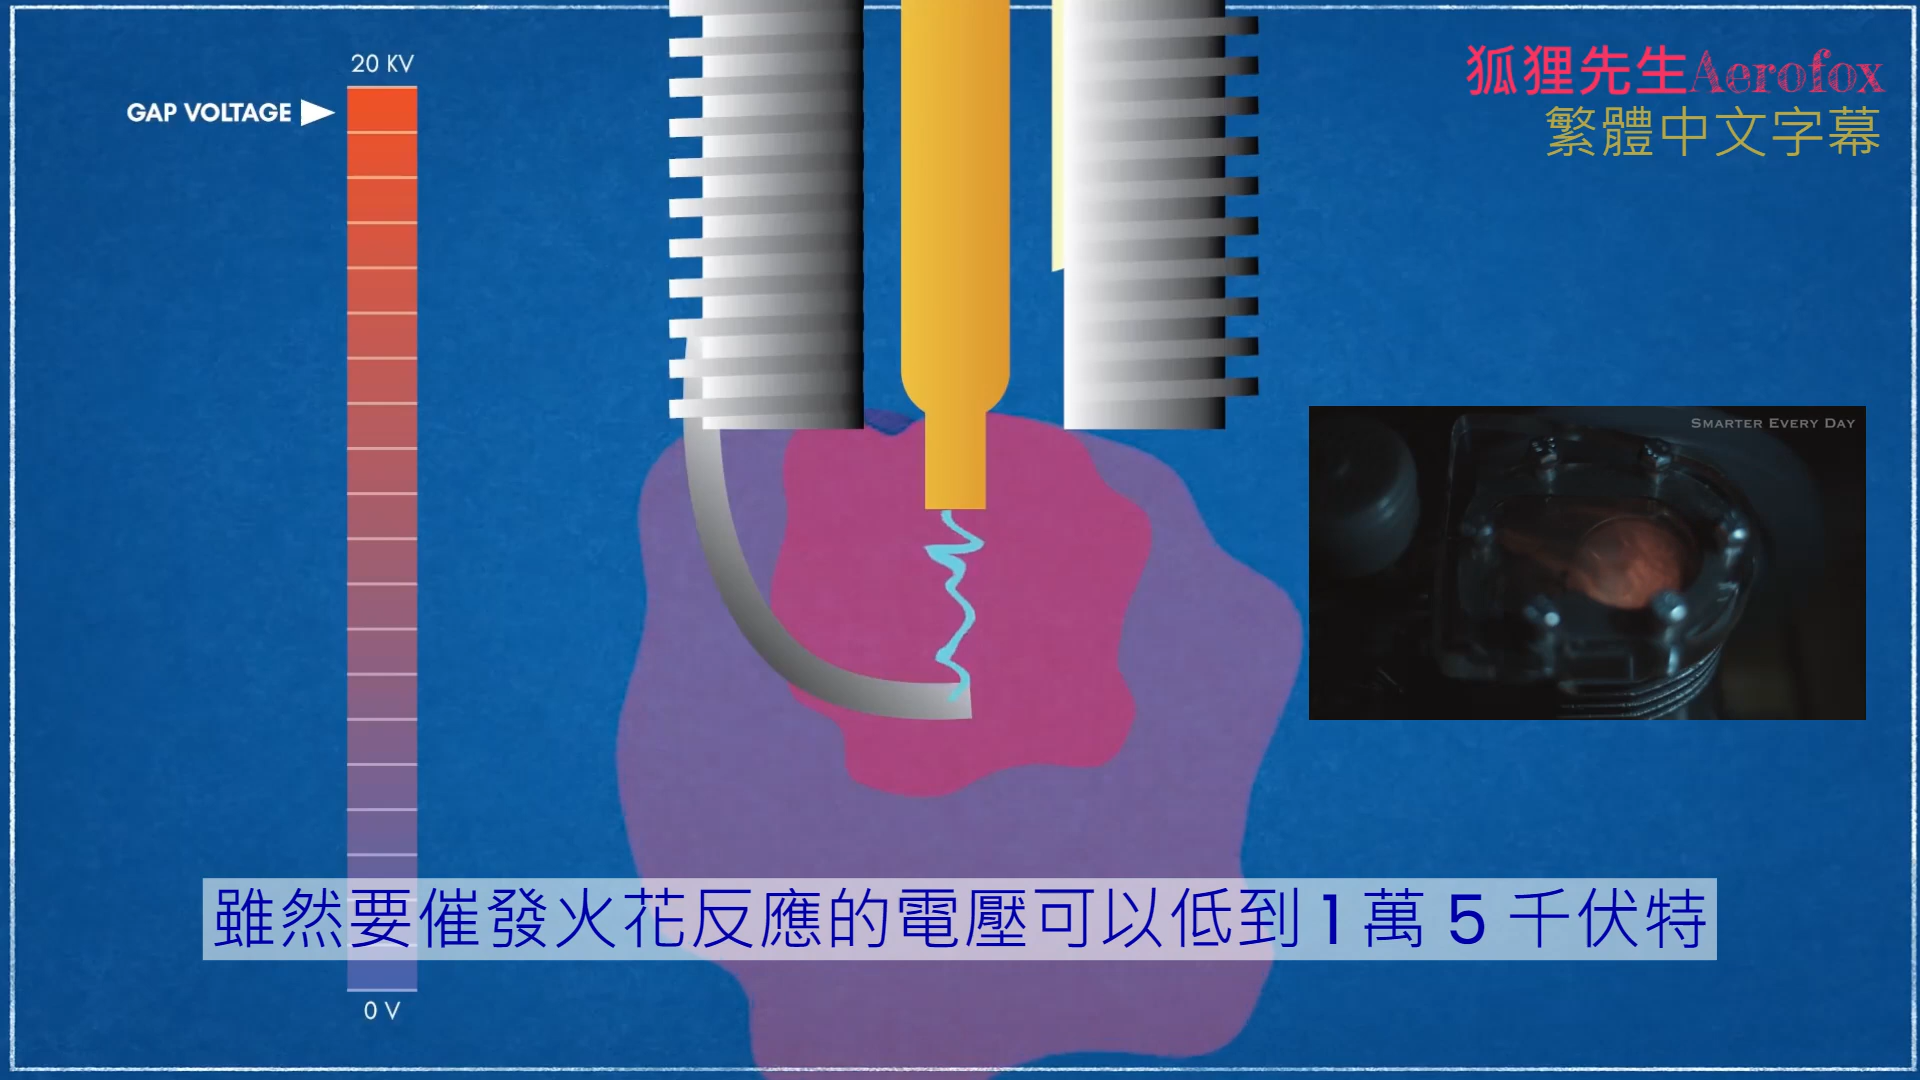 20 KV
GAP VOLTAGE
狐狸先生Aerofox
繁體中文字幕
SMARTER EVERY DAY
雖然要催發火花反應的電壓可以低到 1 萬 5 千伏特
0 V